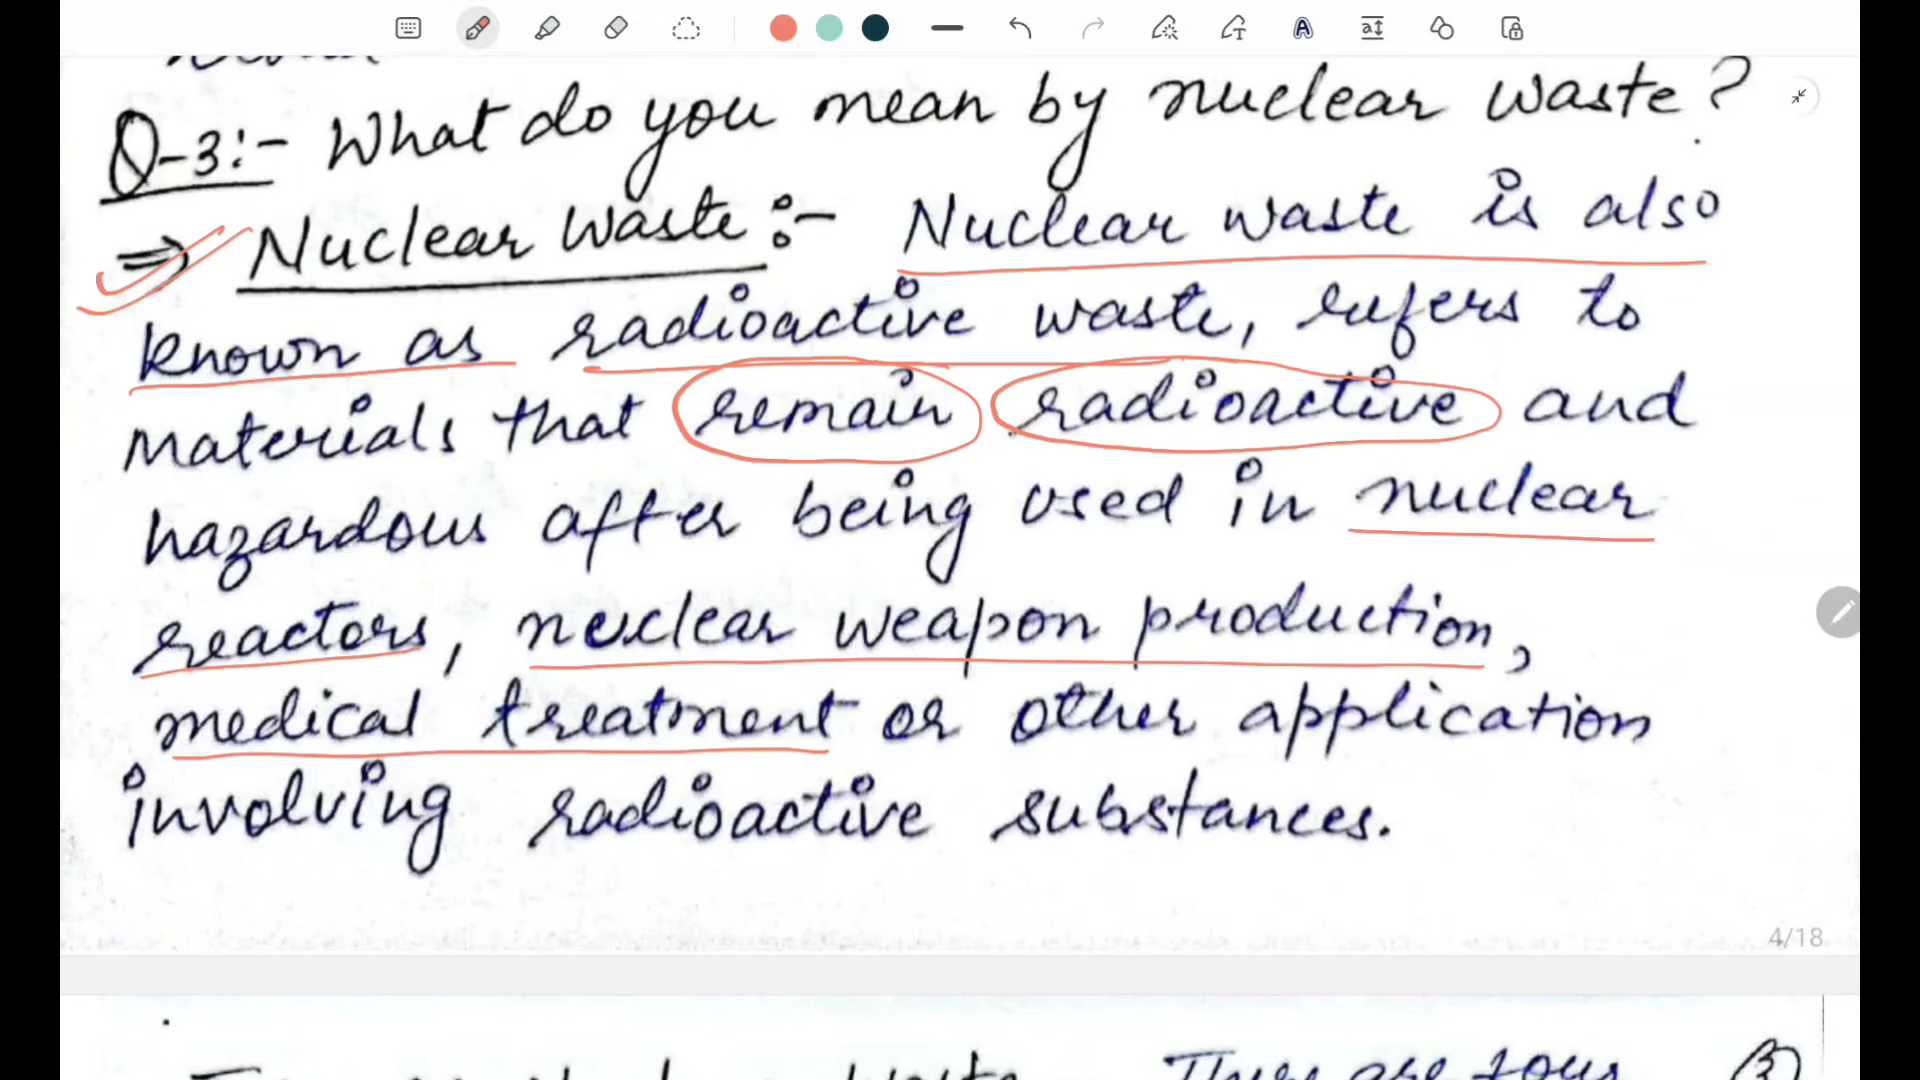 Q-3:- What do you mean by nuclear waste?
⇒ Nuclear Waste :- Nuclear waste is also
known as radioactive waste, refers to
materials that remain radioactive and
hazardous after being used in nuclear
reactors, nuclear weapon production,
medical treatment or other application
involving radioactive substances.
4/18